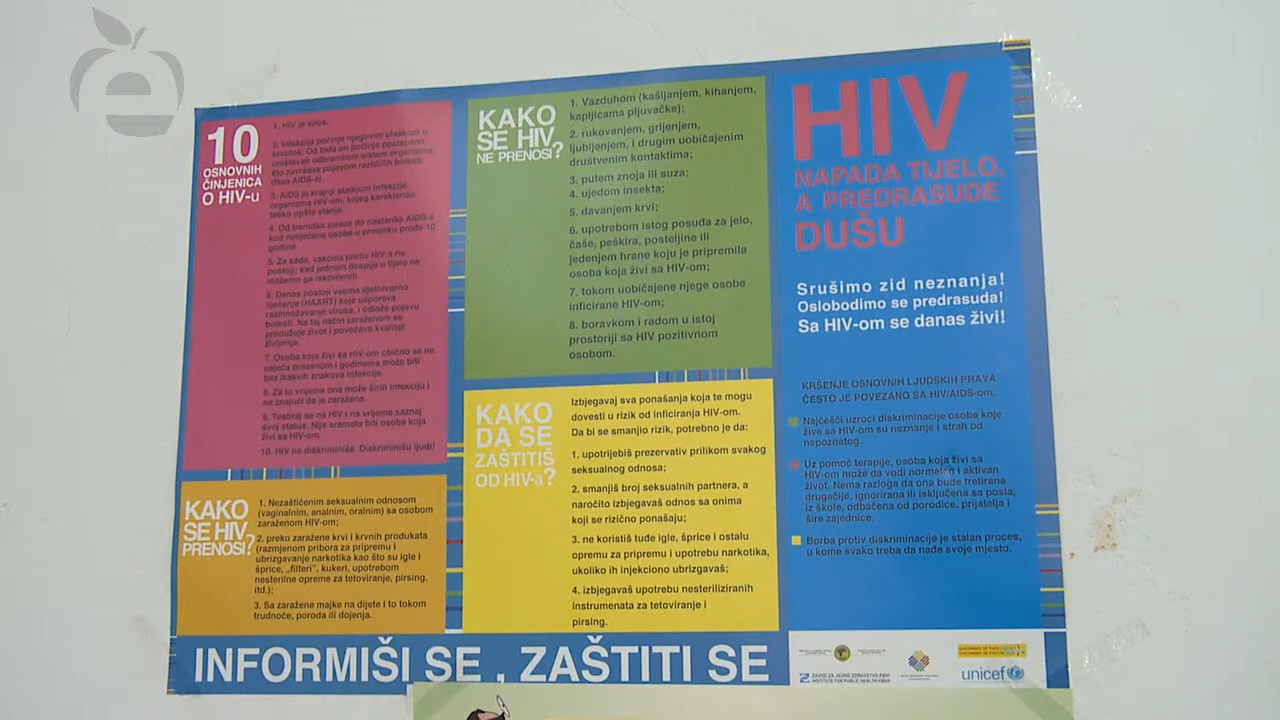 10
OSNOVNIH
ČINJENICA
O HIV-u
1. HIV je virus.
2. Infekcija počinje njegovim ulaskom u
krvotok. Od tada on počinje postepeno
uništavati odbrambeni sistem organizma,
što završava pojavom različitih bolesti
(faza AIDS-a).
3. AIDS je krajnji stadijum infekcije
organizma HIV-om, kojeg karakteriše
teško opšte stanje.
4. Od trenutka zaraze do nastanka AIDS-a
kod neliječene osobe u prosjeku prođe 10
godina.
5. Za sada, vakcina protiv HIV-a ne
postoji; kad jednom dospije u tijelo ne
možemo ga iskorijeniti.
6. Danas postoji veoma djelotvorno
liječenje (HAART) koje usporava
razmnožavanje virusa, i odlaže pojavu
bolesti. Na taj način zaraženom se
produžuje život i povećava kvalitet
življenja;
7. Osoba koja živi sa HIV-om obično se ne
osjeća bolesnom i godinama može biti
bez ikakvih znakova infekcije.
8. Za to vrijeme ona može širiti infekciju i
ne znajući da je zaražena.
9. Testiraj se na HIV i na vrijeme saznaj
svoj status. Nije sramota biti osoba koja
živi sa HIV-om
10. HIV ne diskriminiše. Diskriminišu ljudi!
KAKO
SE HIV
PRENOSI?
1. Nezaštićenim seksualnim odnosom
(vaginalnim, analnim, oralnim) sa osobom
zaraženom HIV-om;
2. preko zaražene krvi i krvnih produkata
(razmjenom pribora za pripremu i
ubrizgavanje narkotika kao što su igle i
šprice, „filteri“, kukeri, upotrebom
nesterilne opreme za tetoviranje, pirsing,
itd.);
3. Sa zaražene majke na dijete i to tokom
trudnoće, poroda ili dojenja.
KAKO
SE HIV
NE PRENOSI?
1. Vazduhom (kašljanjem, kihanjem,
kapljicama pljuvačke);
2. rukovanjem, grljenjem,
ljubljenjem, i drugim uobičajenim
društvenim kontaktima;
3. putem znoja ili suza;
4. ujedom insekta;
5. davanjem krvi;
6. upotrebom istog posuđa za jelo,
čaše, peškira, posteljine ili
jedenjem hrane koju je pripremila
osoba koja živi sa HIV-om;
7. tokom uobičajene njege osobe
inficirane HIV-om;
8. boravkom i radom u istoj
prostoriji sa HIV pozitivnom
osobom.
KAKO
DA SE
ZAŠTITIŠ
OD HIV-a?
Izbjegavaj sva ponašanja koja te mogu
dovesti u rizik od inficiranja HIV-om.
Da bi se smanjio rizik, potrebno je da:
1. upotrijebiš prezervativ prilikom svakog
seksualnog odnosa;
2. smanjiš broj seksualnih partnera, a
naročito izbjegavaš odnos sa onima
koji se rizično ponašaju;
3. ne koristiš tuđe igle, šprice i ostalu
opremu za pripremu i upotrebu narkotika,
ukoliko ih injekciono ubrizgavaš;
4. izbjegavaš upotrebu nesteriliziranih
instrumenata za tetoviranje i
pirsing.
HIV
NAPADA TIJELO,
A PREDRASUDE
DUŠU
Srušimo zid neznanja!
Oslobodimo se predrasuda!
Sa HIV-om se danas živi!
KRŠENJE OSNOVNIH LJUDSKIH PRAVA
ČESTO JE POVEZANO SA HIV/AIDS-om.
Najčešći uzroci diskriminacije osoba koje
žive sa HIV-om su neznanje i strah od
nepoznatog.
Uz pomoć terapije, osoba koja živi sa
HIV-om može da vodi normalan i aktivan
život. Nema razloga da ona bude tretirana
drugačije, ignorirana ili isključena sa posla,
iz škole, odbačena od porodice, prijatelja i
šire zajednice.
Borba protiv diskriminacije je stalan proces,
u kome svako treba da nađe svoje mjesto.
INFORMIŠI SE , ZAŠTITI SE
ZAVOD ZA JAVNO ZDRAVSTVO FBiH
INSTITUTE FOR PUBLIC HEALTH FB&H
unicef